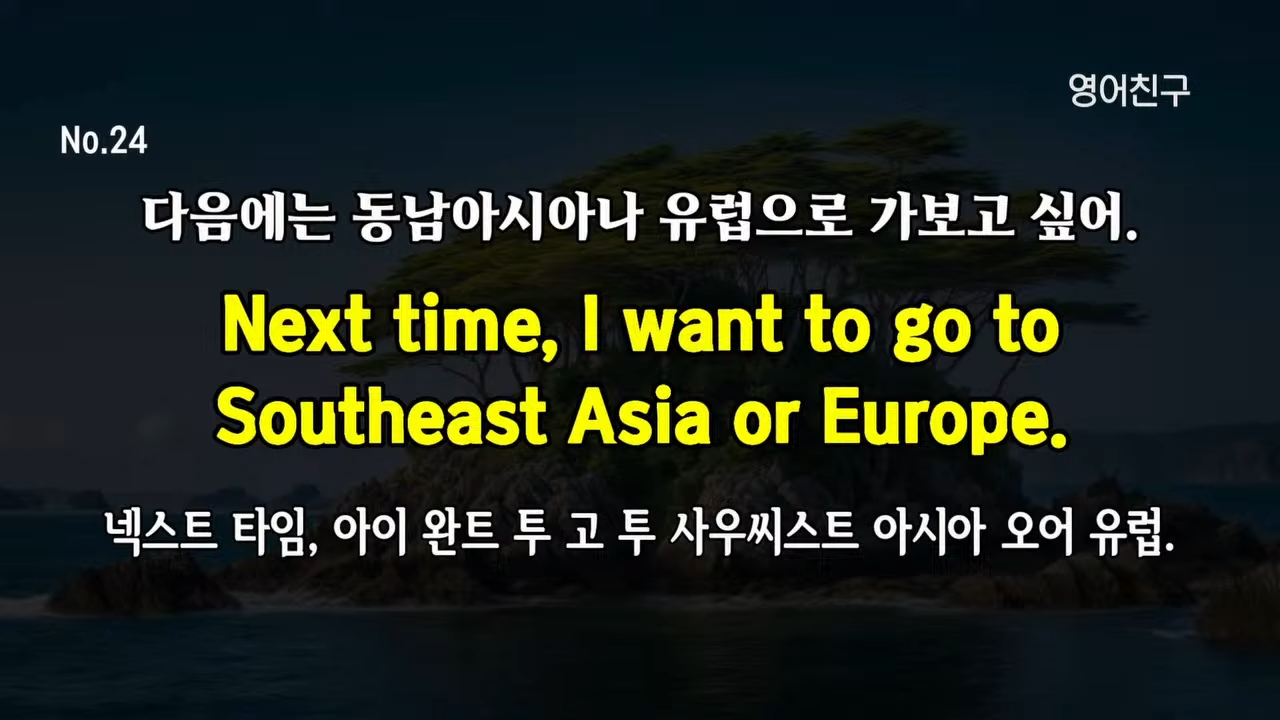 영어친구
No.24
다음에는 동남아시아나 유럽으로 가보고 싶어.
Next time, I want to go to
Southeast Asia or Europe.
넥스트 타임, 아이 완트 투 고 투 사우씨스트 아시아 오어 유럽.